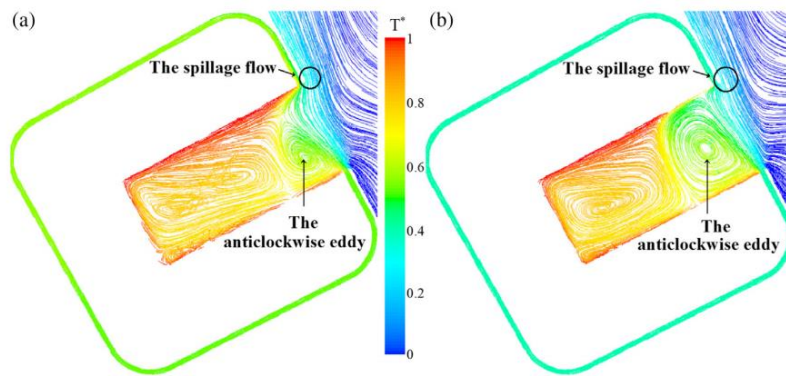 (a)
The spillage flow
The
anticlockwise eddy
T*
1
0.8
0.6
0.4
0.2
0
(b)
The spillage flow
The
anticlockwise eddy